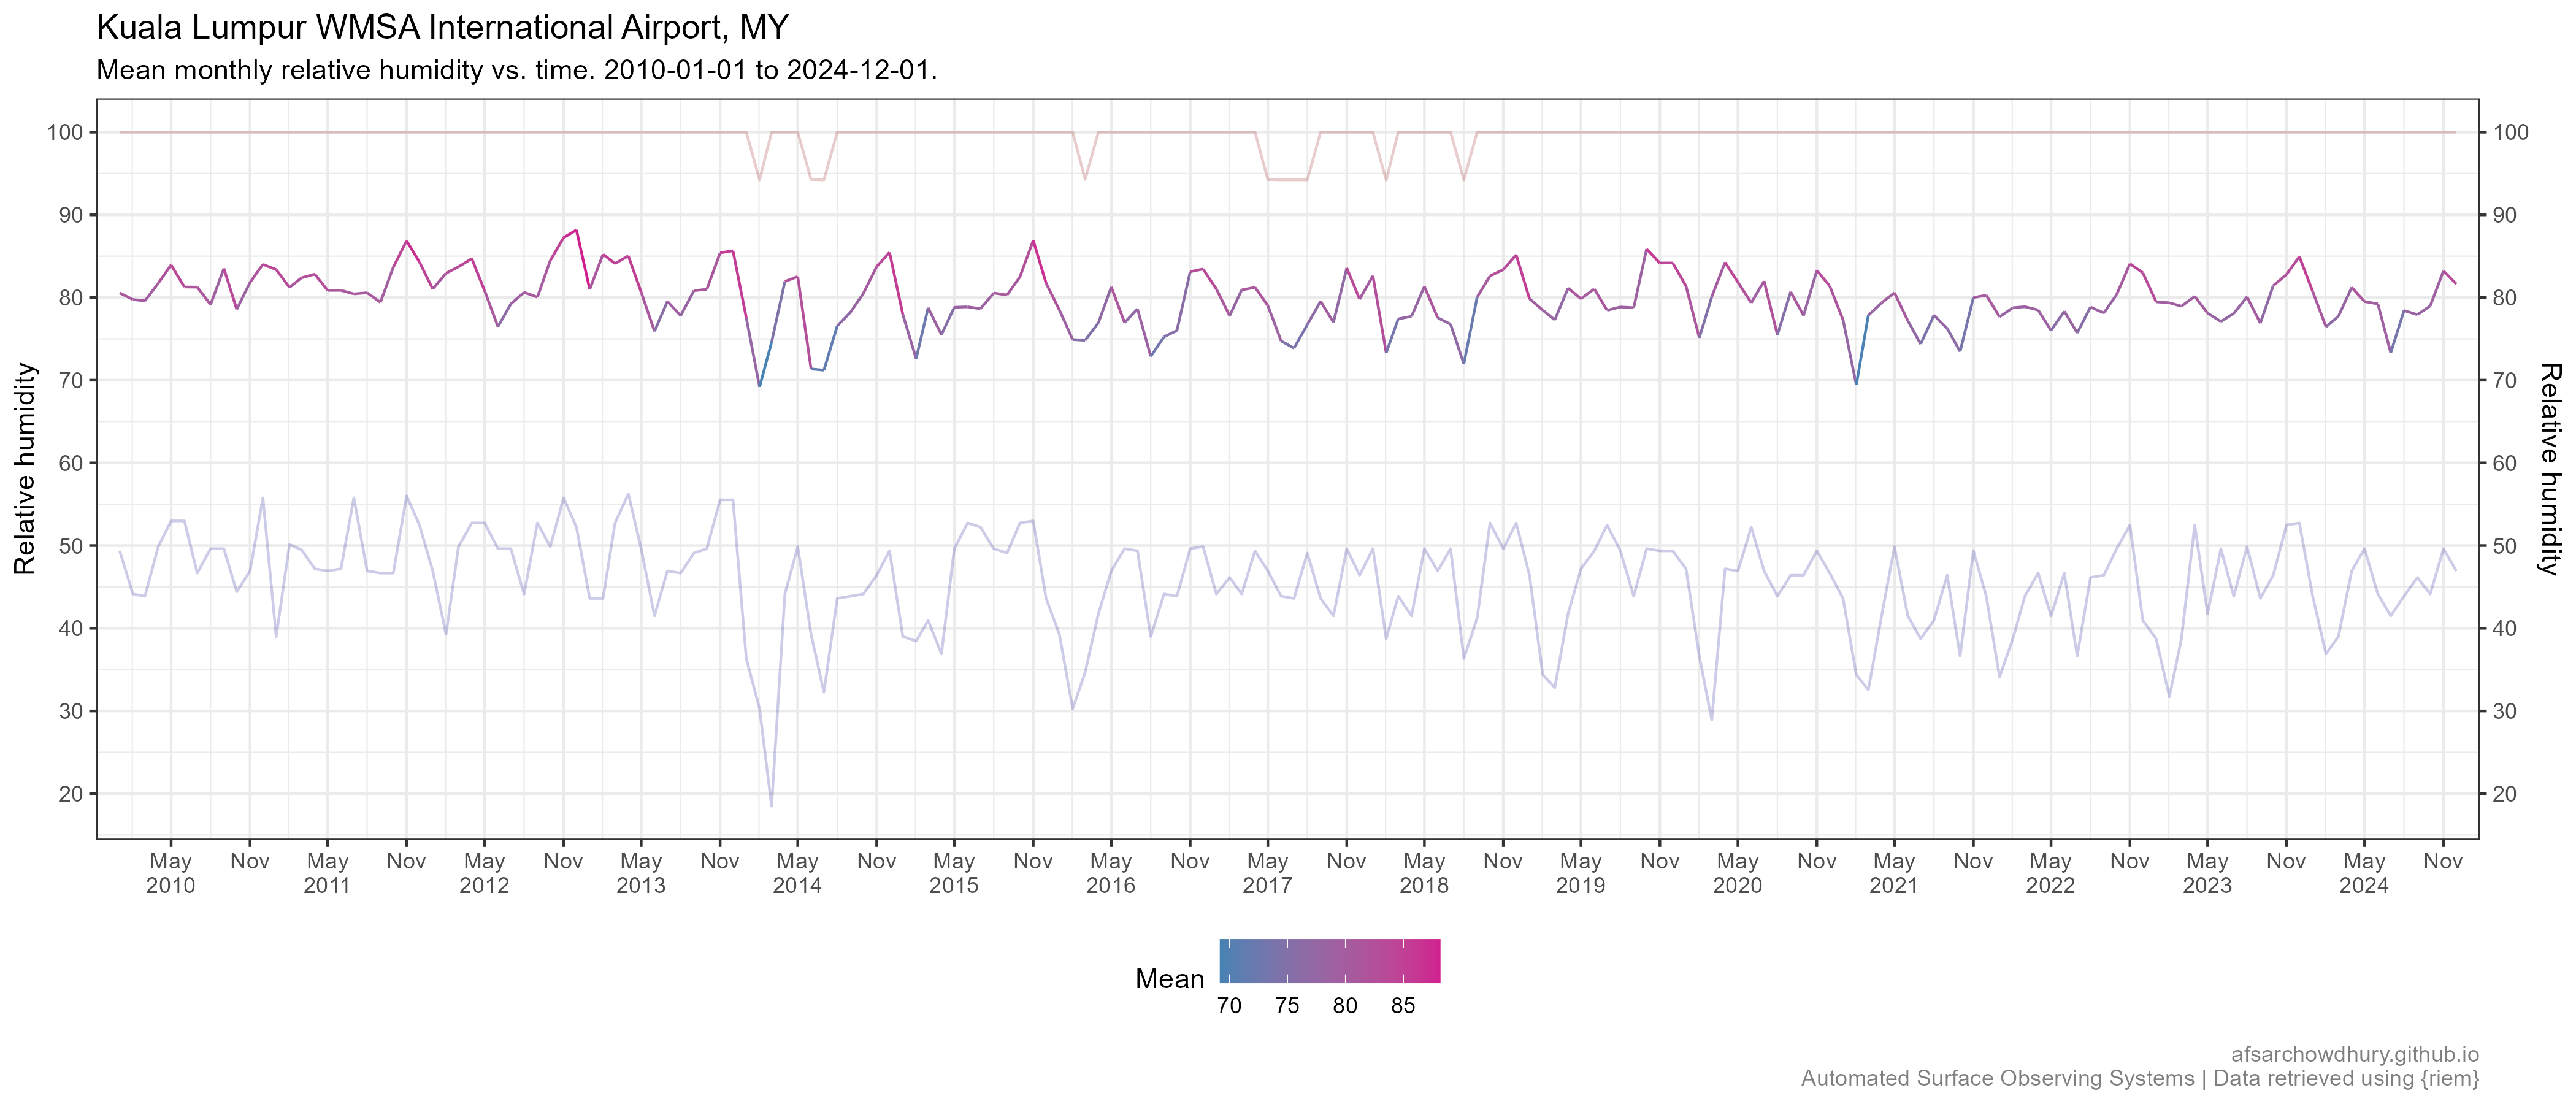 Kuala Lumpur WMSA International Airport, MY
Mean monthly relative humidity vs. time. 2010-01-01 to 2024-12-01.
Relative humidity
100
90
80
70
60
50
40
30
20
100
90
80
70
60
50
40
30
20
Relative humidity
May Nov May Nov May Nov May Nov May Nov May Nov May Nov May Nov May Nov May Nov May Nov May Nov May Nov May Nov May Nov
2010 2011 2012 2013 2014 2015 2016 2017 2018 2019 2020 2021 2022 2023 2024
Mean
70 75 80 85
afsarchowdhury.github.io
Automated Surface Observing Systems | Data retrieved using {riem}